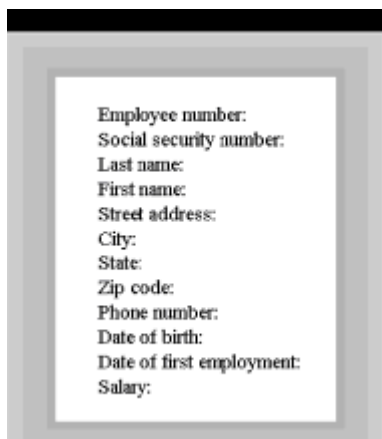 Employee number:
Social security number:
Last name:
First name:
Street address:
City:
State:
Zip code:
Phone number:
Date of birth:
Date of first employment:
Salary: